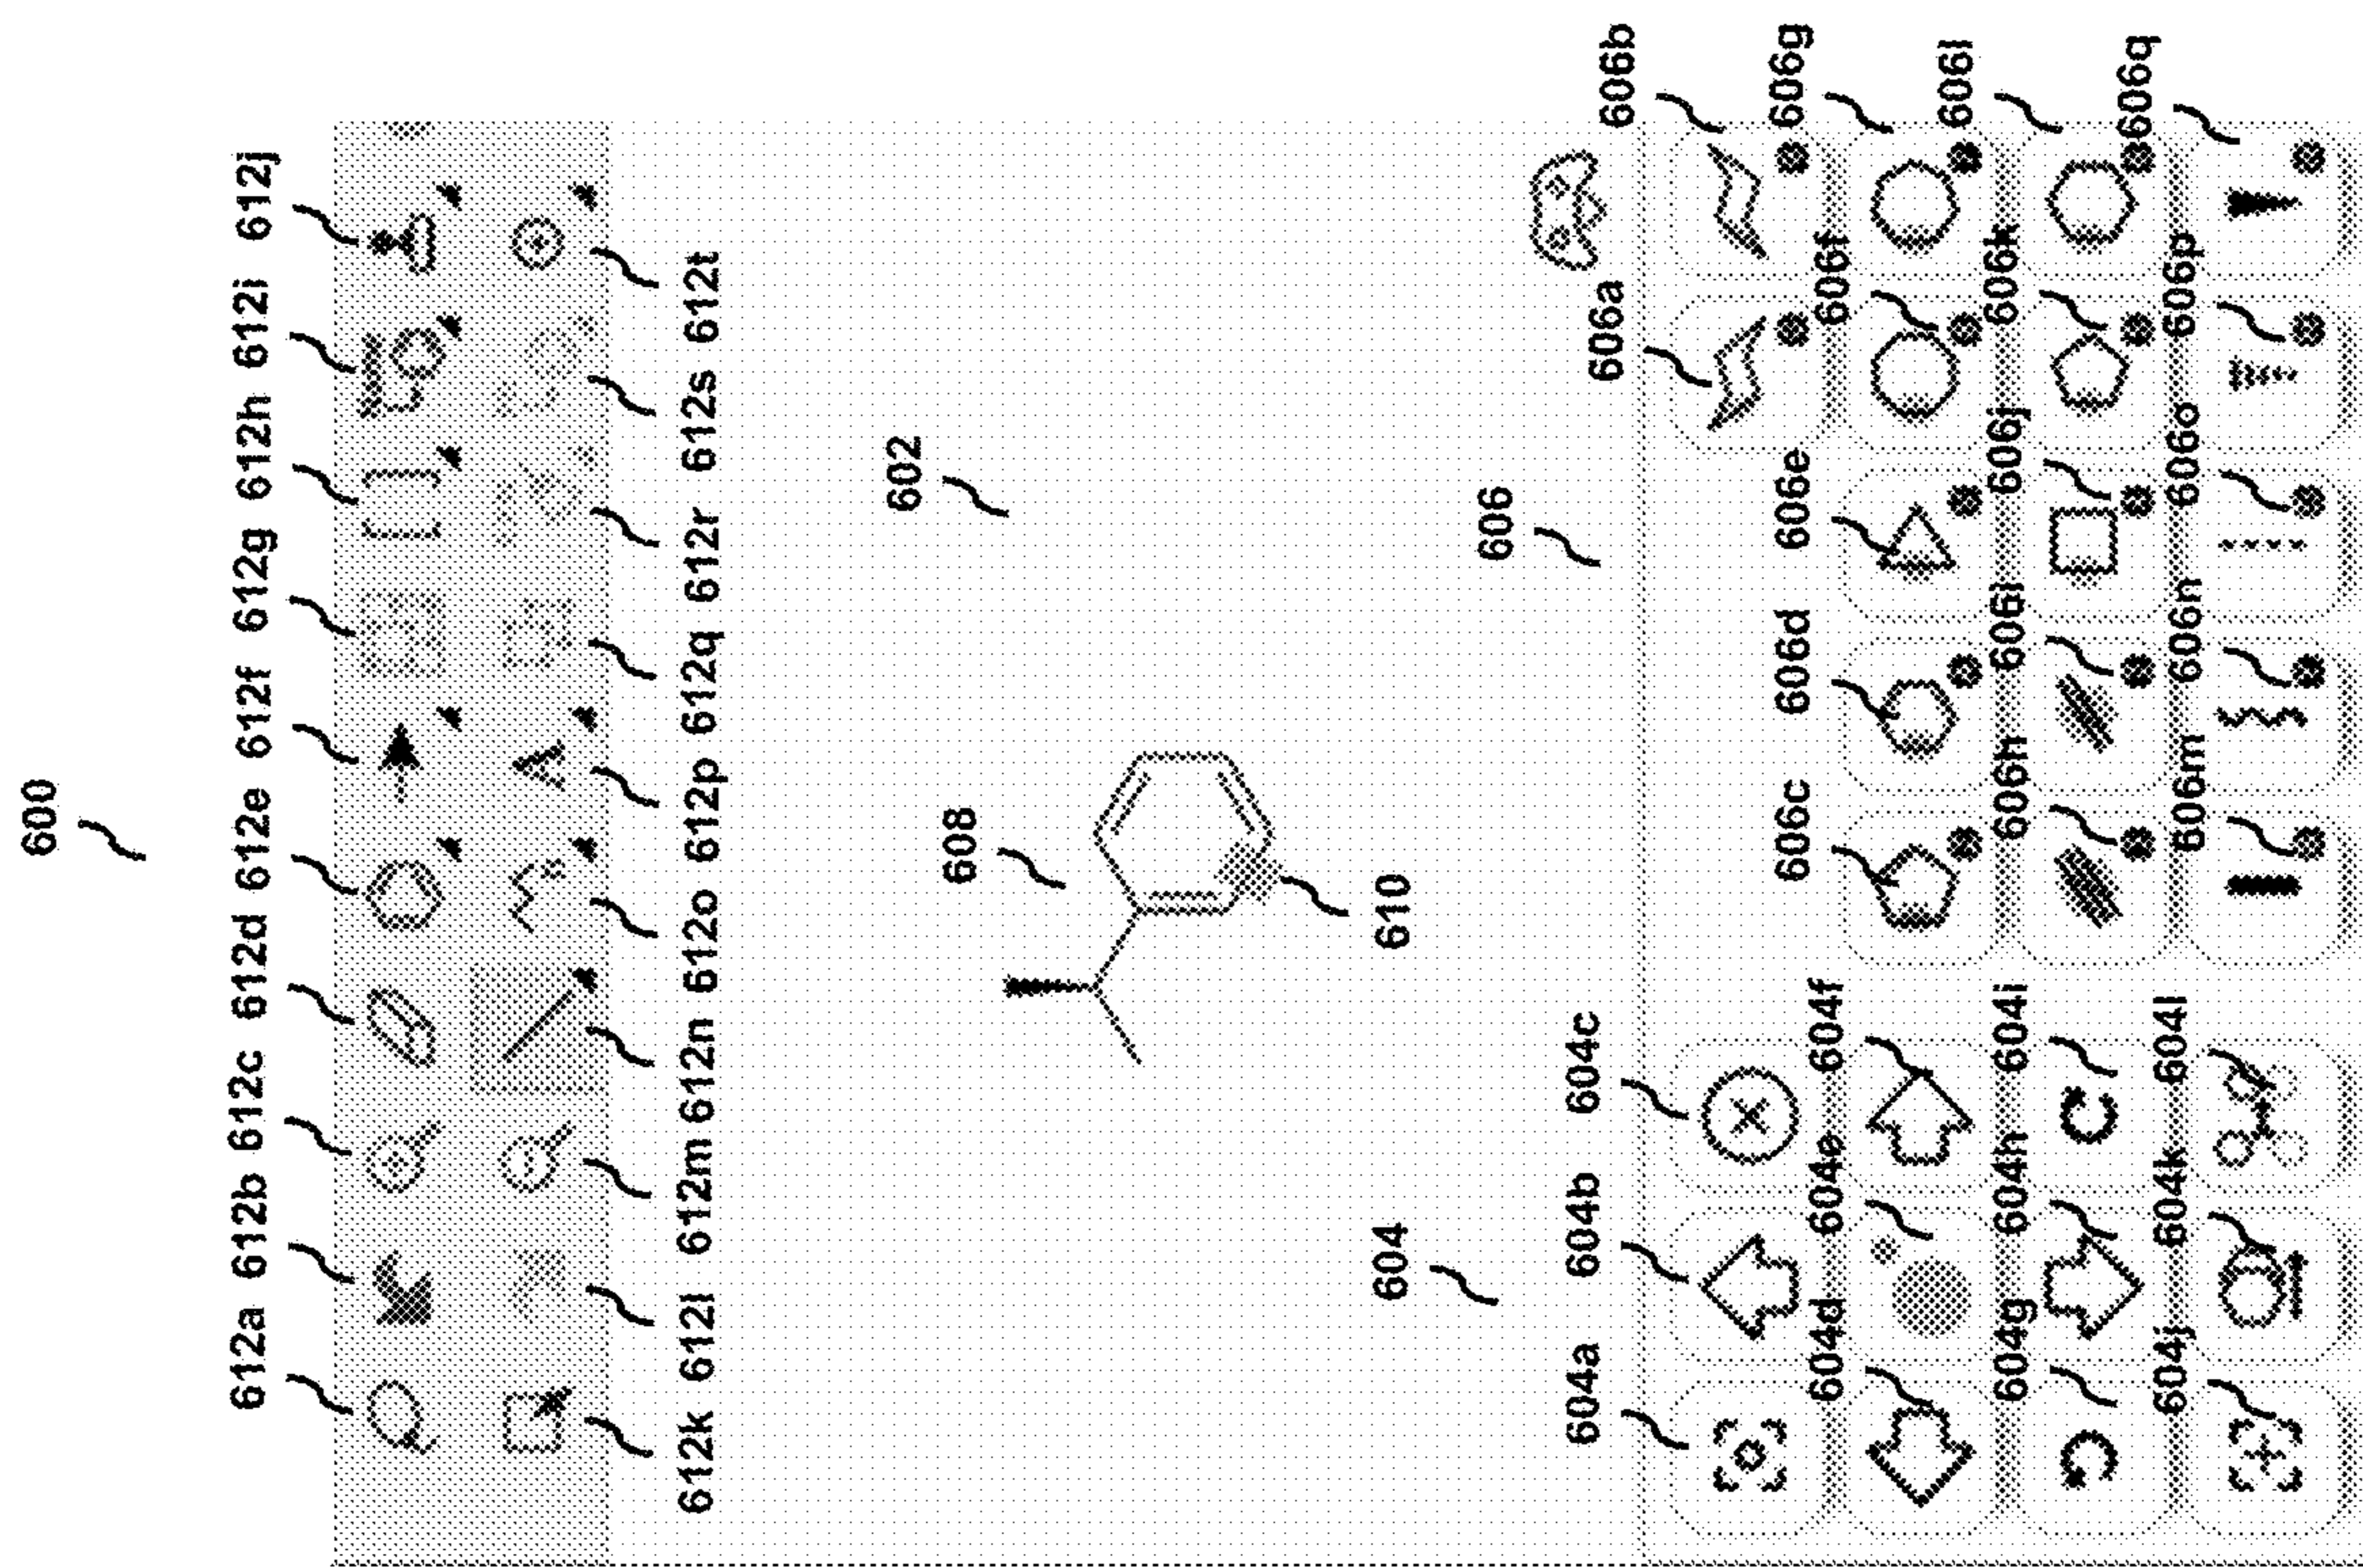 600
612a 612b 612c 612d 612e 612f 612g 612h 612i 612j
A
612k 612l 612m 612n 612o 612p 612q 612r 612s 612t
602
608
604 610
606
604a 604b 604c 606a 606b
604d 604e 604f 606c 606d 606e 606f 606g
604g 604h 604i 606h 606i 606j 606k 606l
604j 604k 604l 606m 606n 606o 606p 606q